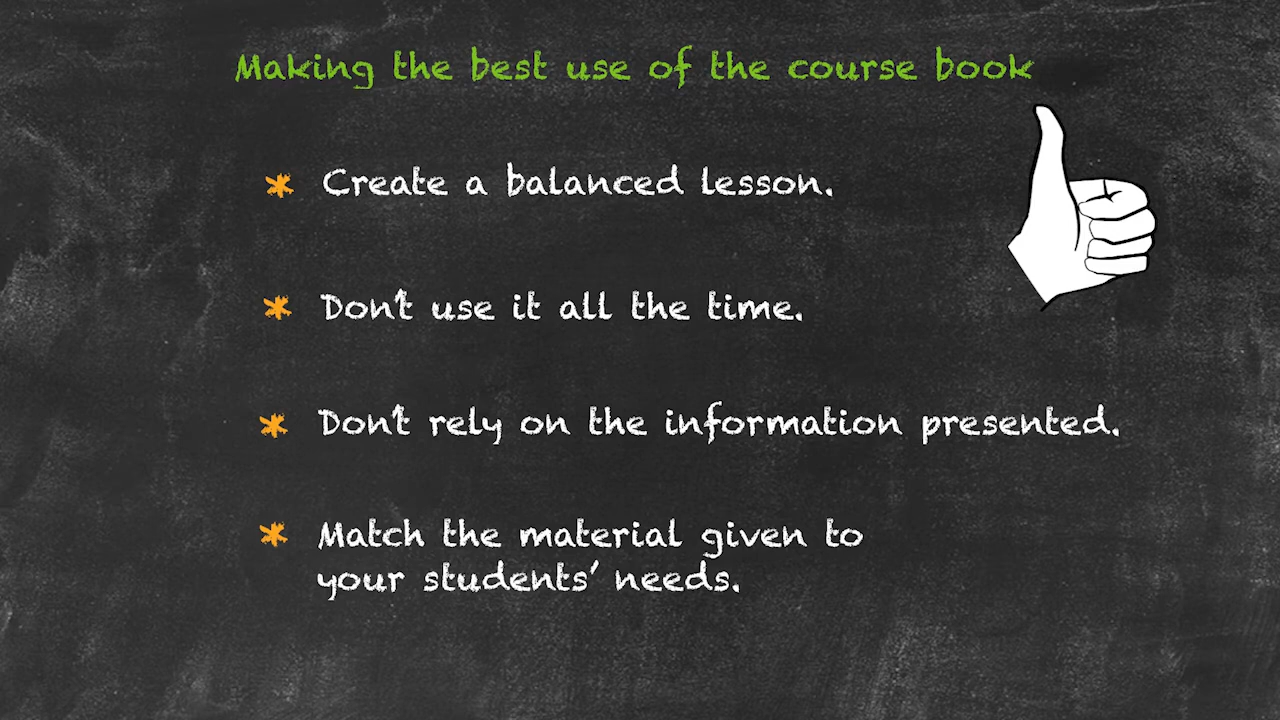 Making the best use of the course book
* Create a balanced lesson.
* Don't use it all the time.
* Don't rely on the information presented.
* Match the material given to
your students' needs.